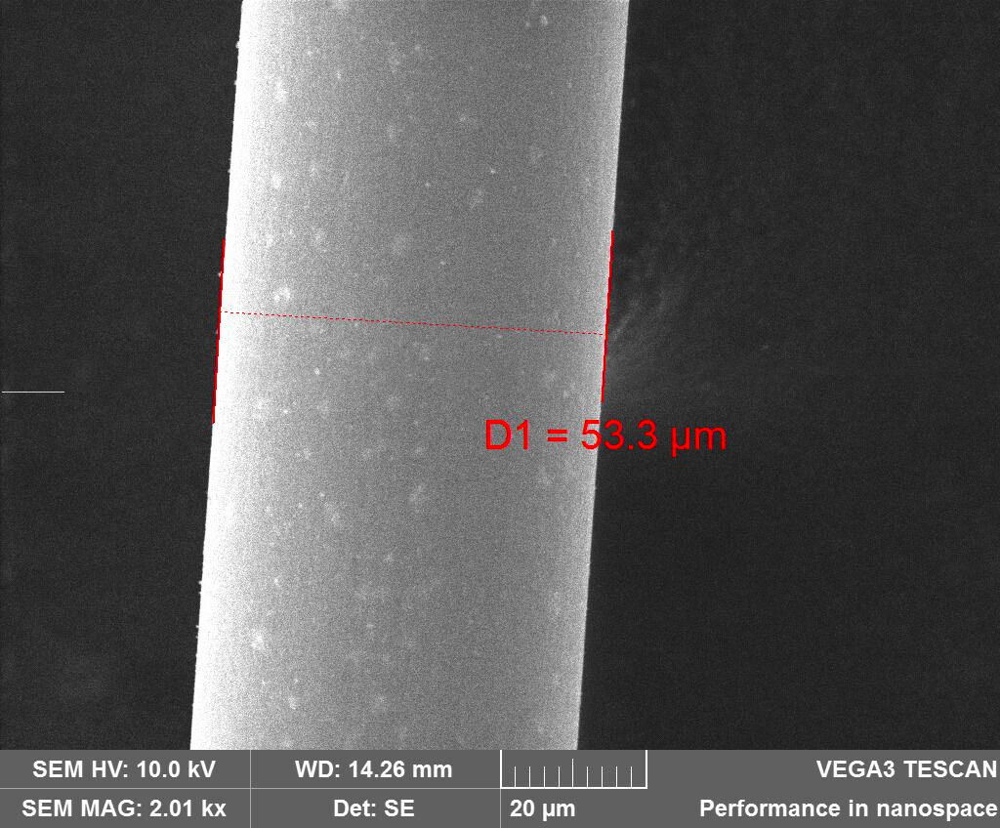 D1 = 53.3 µm
SEM HV: 10.0 kV
WD: 14.26 mm
VEGA3 TESCAN
SEM MAG: 2.01 kx
Det: SE
20 µm
Performance in nanospace